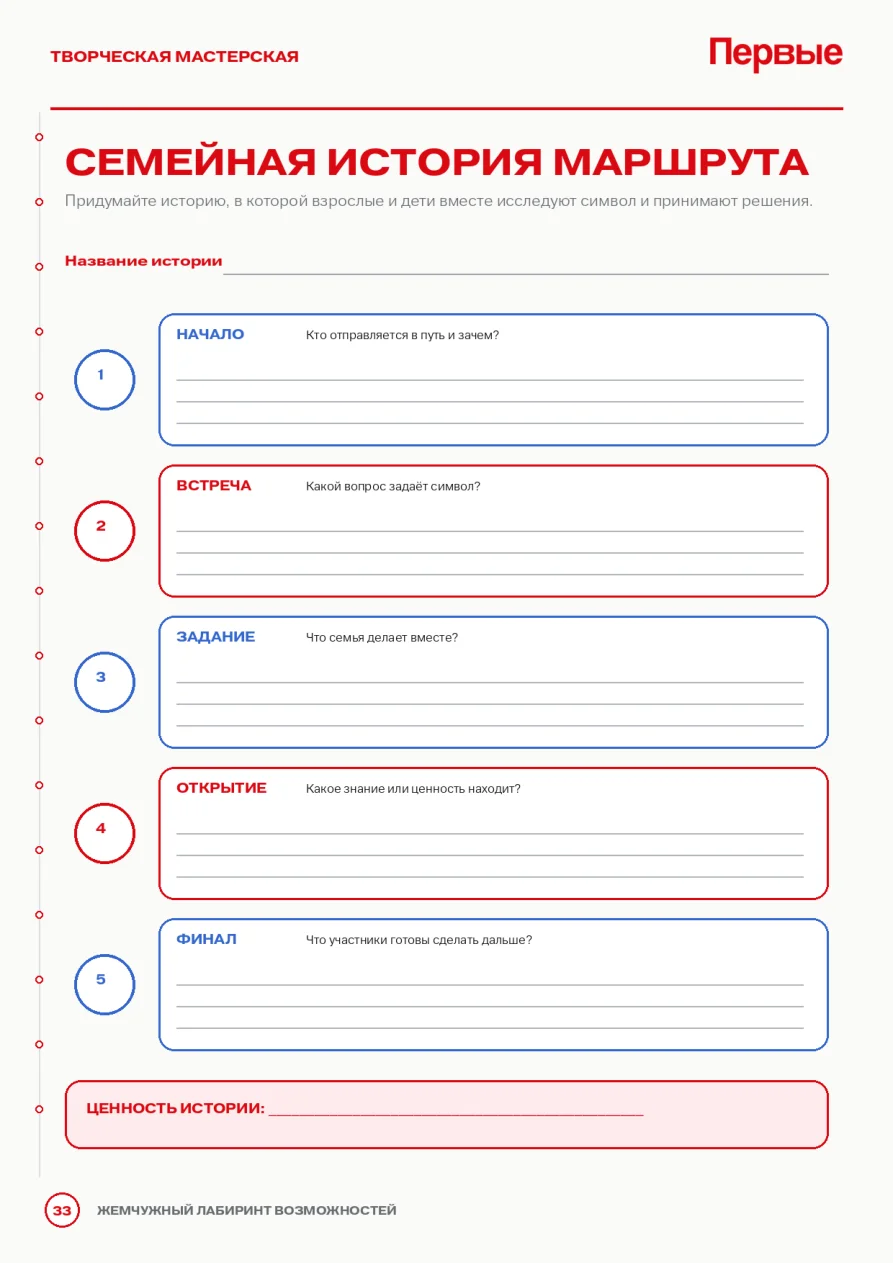 ТВОРЧЕСКАЯ МАСТЕРСКАЯ
Первые
СЕМЕЙНАЯ ИСТОРИЯ МАРШРУТА
Придумайте историю, в которой взрослые и дети вместе исследуют символ и принимают решения.
Название истории
НАЧАЛО Кто отправляется в путь и зачем?
1
ВСТРЕЧА Какой вопрос задаёт символ?
2
ЗАДАНИЕ Что семья делает вместе?
3
ОТКРЫТИЕ Какое знание или ценность находит?
4
ФИНАЛ Что участники готовы сделать дальше?
5
ЦЕННОСТЬ ИСТОРИИ: ________________________________________________
33 ЖЕМЧУЖНЫЙ ЛАБИРИНТ ВОЗМОЖНОСТЕЙ